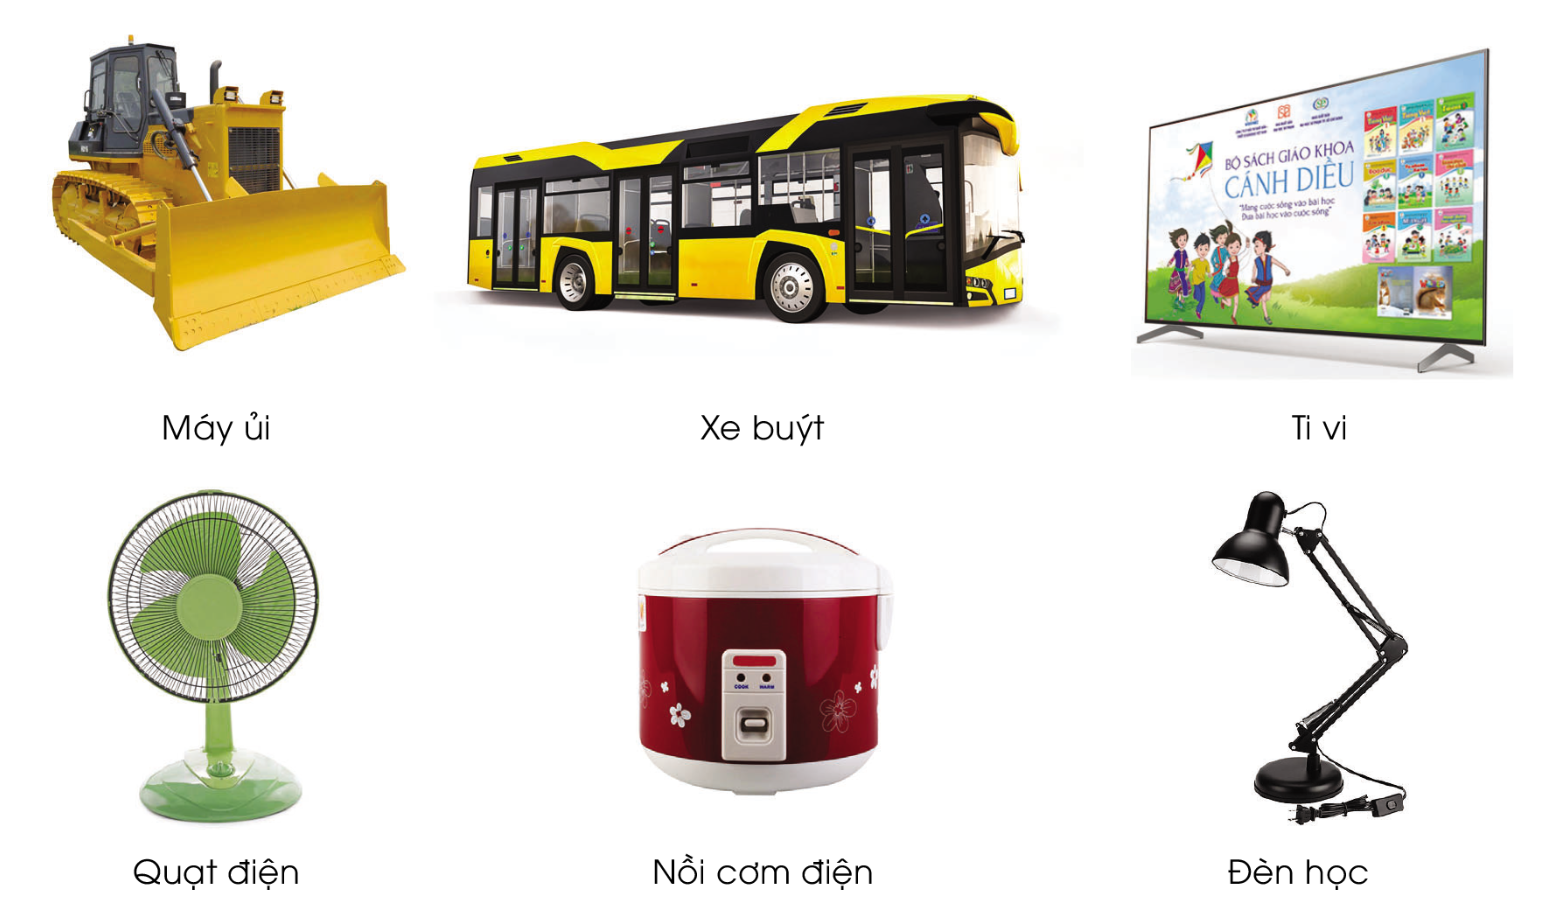 BỘ SÁCH GIÁO KHOA
CÁNH DIỀU
"Mang cuộc sống vào bài học
Đưa bài học vào cuộc sống"
Máy ủi
Xe buýt
Ti vi
COOK WARM
Quạt điện
Nồi cơm điện
Đèn học